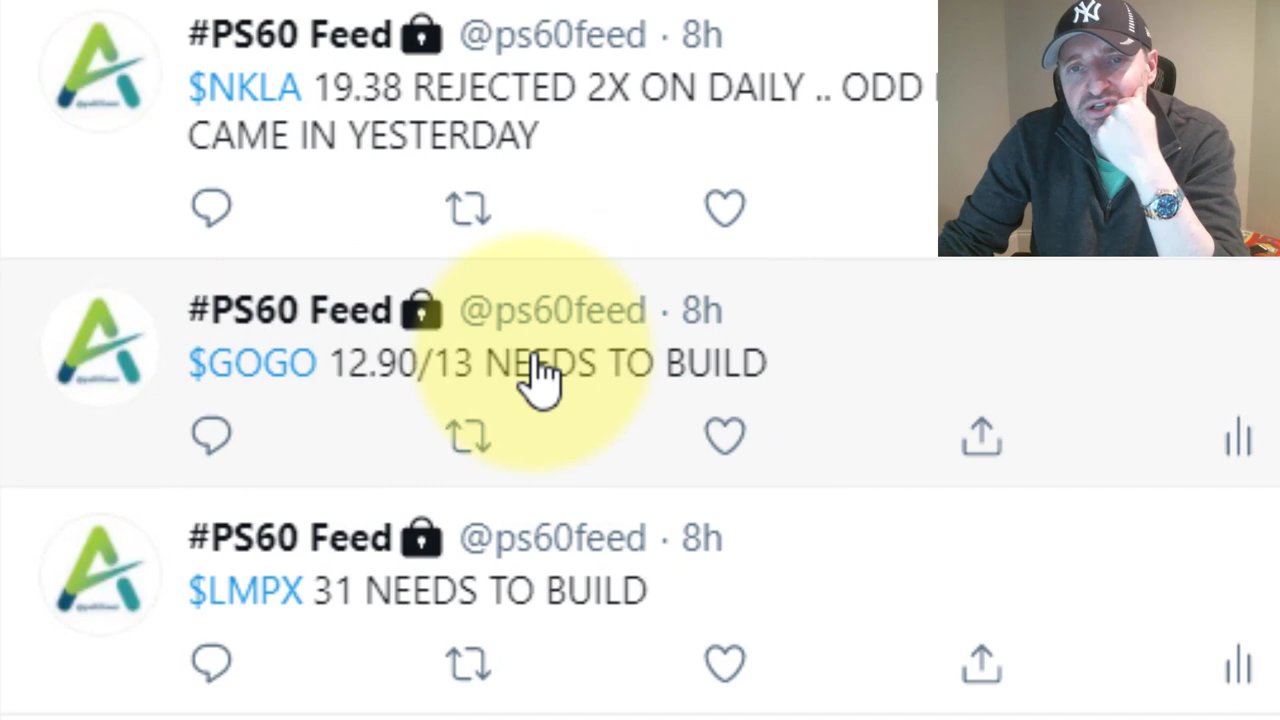 #PS60 Feed @ps60feed · 8h
$NKLA 19.38 REJECTED 2X ON DAILY .. ODD
CAME IN YESTERDAY
#PS60 Feed @ps60feed · 8h
$GOGO 12.90/13 NEEDS TO BUILD
#PS60 Feed @ps60feed · 8h
$LMPX 31 NEEDS TO BUILD